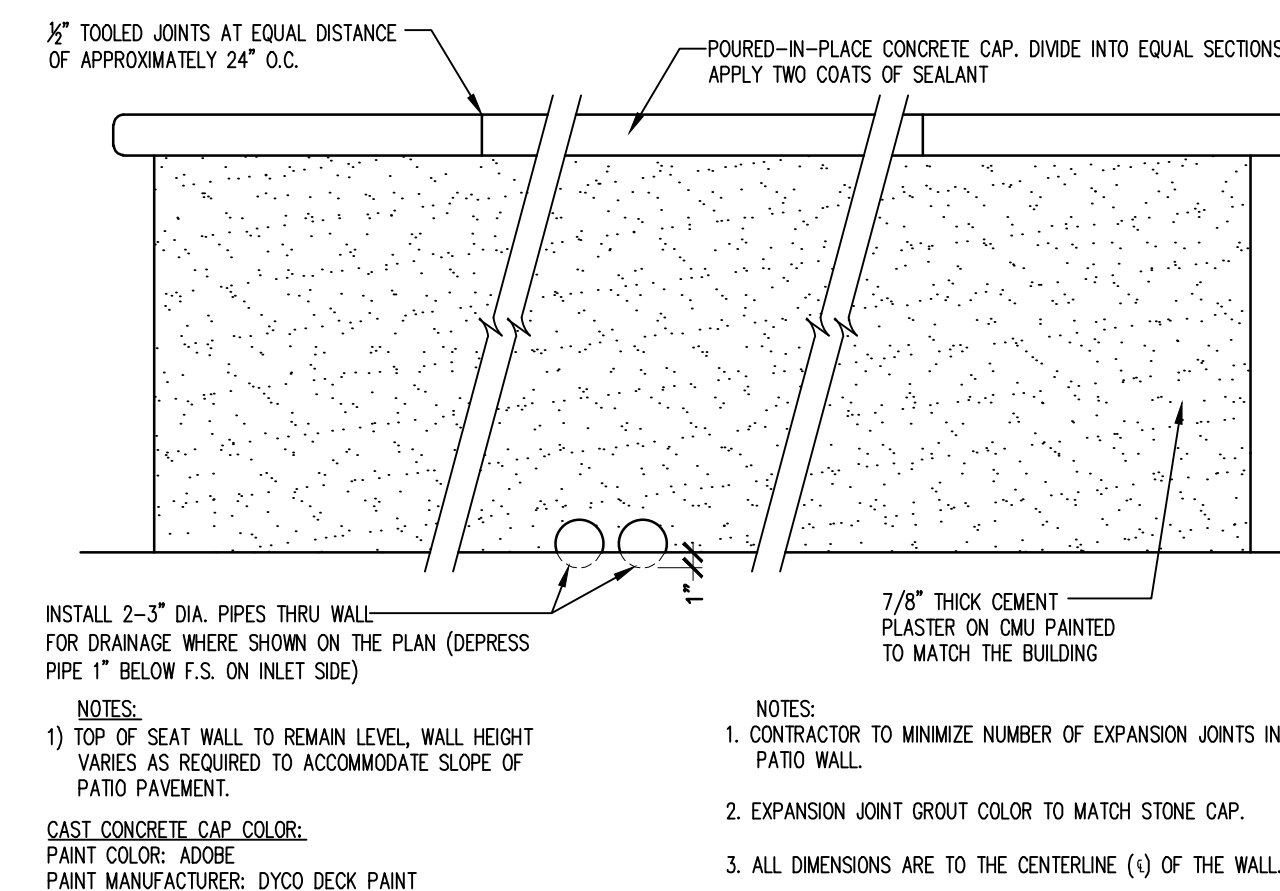 ½" TOOLED JOINTS AT EQUAL DISTANCE
OF APPROXIMATELY 24" O.C.
POURED-IN-PLACE CONCRETE CAP. DIVIDE INTO EQUAL SECTIONS
APPLY TWO COATS OF SEALANT
1"
INSTALL 2-3" DIA. PIPES THRU WALL
FOR DRAINAGE WHERE SHOWN ON THE PLAN (DEPRESS
PIPE 1" BELOW F.S. ON INLET SIDE)
7/8" THICK CEMENT
PLASTER ON CMU PAINTED
TO MATCH THE BUILDING
NOTES:
1) TOP OF SEAT WALL TO REMAIN LEVEL, WALL HEIGHT
VARIES AS REQUIRED TO ACCOMMODATE SLOPE OF
PATIO PAVEMENT.
CAST CONCRETE CAP COLOR:
PAINT COLOR: ADOBE
PAINT MANUFACTURER: DYCO DECK PAINT
NOTES:
1. CONTRACTOR TO MINIMIZE NUMBER OF EXPANSION JOINTS IN
PATIO WALL.
2. EXPANSION JOINT GROUT COLOR TO MATCH STONE CAP.
3. ALL DIMENSIONS ARE TO THE CENTERLINE (℄) OF THE WALL.